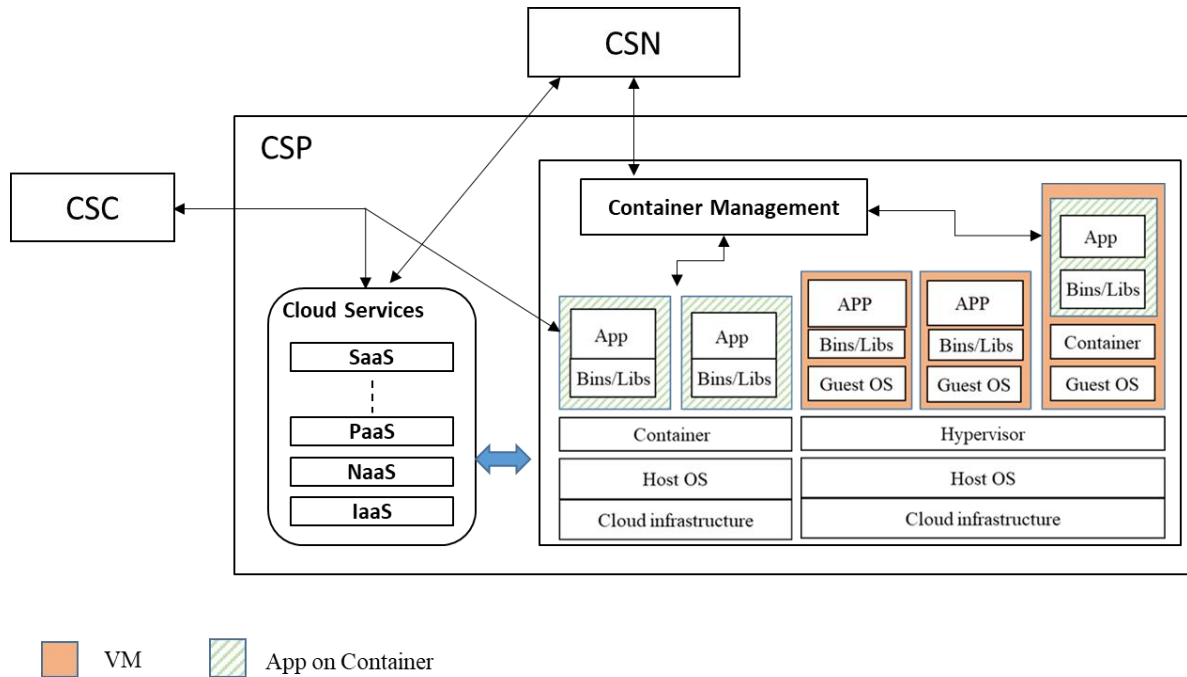 CSN
CSP
CSC
Container Management
Cloud Services
SaaS
PaaS
NaaS
IaaS
App
Bins/Libs
App
Bins/Libs
APP
Bins/Libs
Guest OS
APP
Bins/Libs
Guest OS
App
Bins/Libs
Container
Guest OS
Container
Hypervisor
Host OS
Host OS
Cloud infrastructure
Cloud infrastructure
VM
App on Container